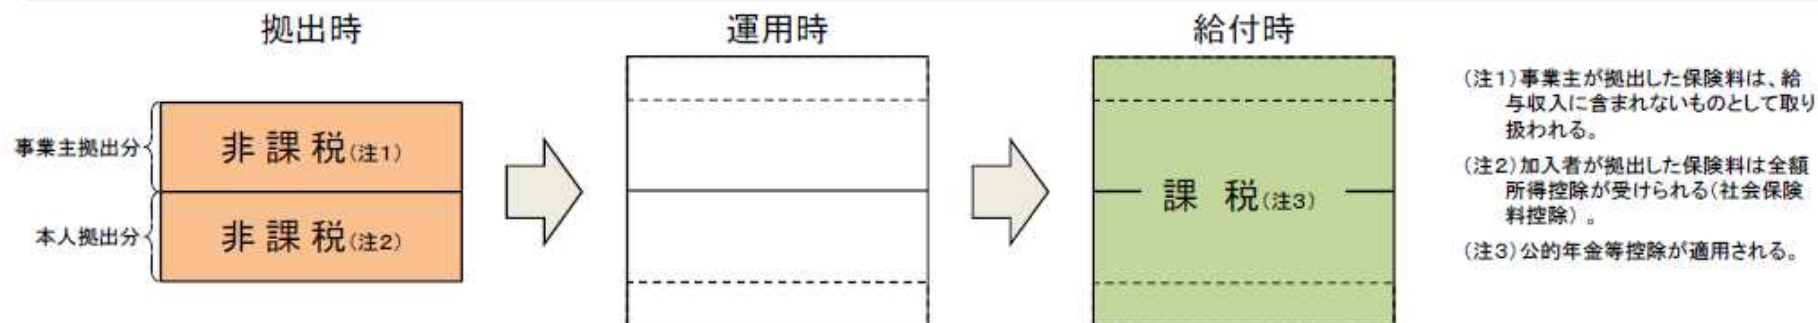 拠出時
運用時
給付時
事業主拠出分
非課税(注1)
本人拠出分
非課税(注2)
課税(注3)
(注1)事業主が拠出した保険料は、給
与収入に含まれないものとして取り
扱われる。
(注2)加入者が拠出した保険料は全額
所得控除が受けられる(社会保険
料控除)。
(注3)公的年金等控除が適用される。